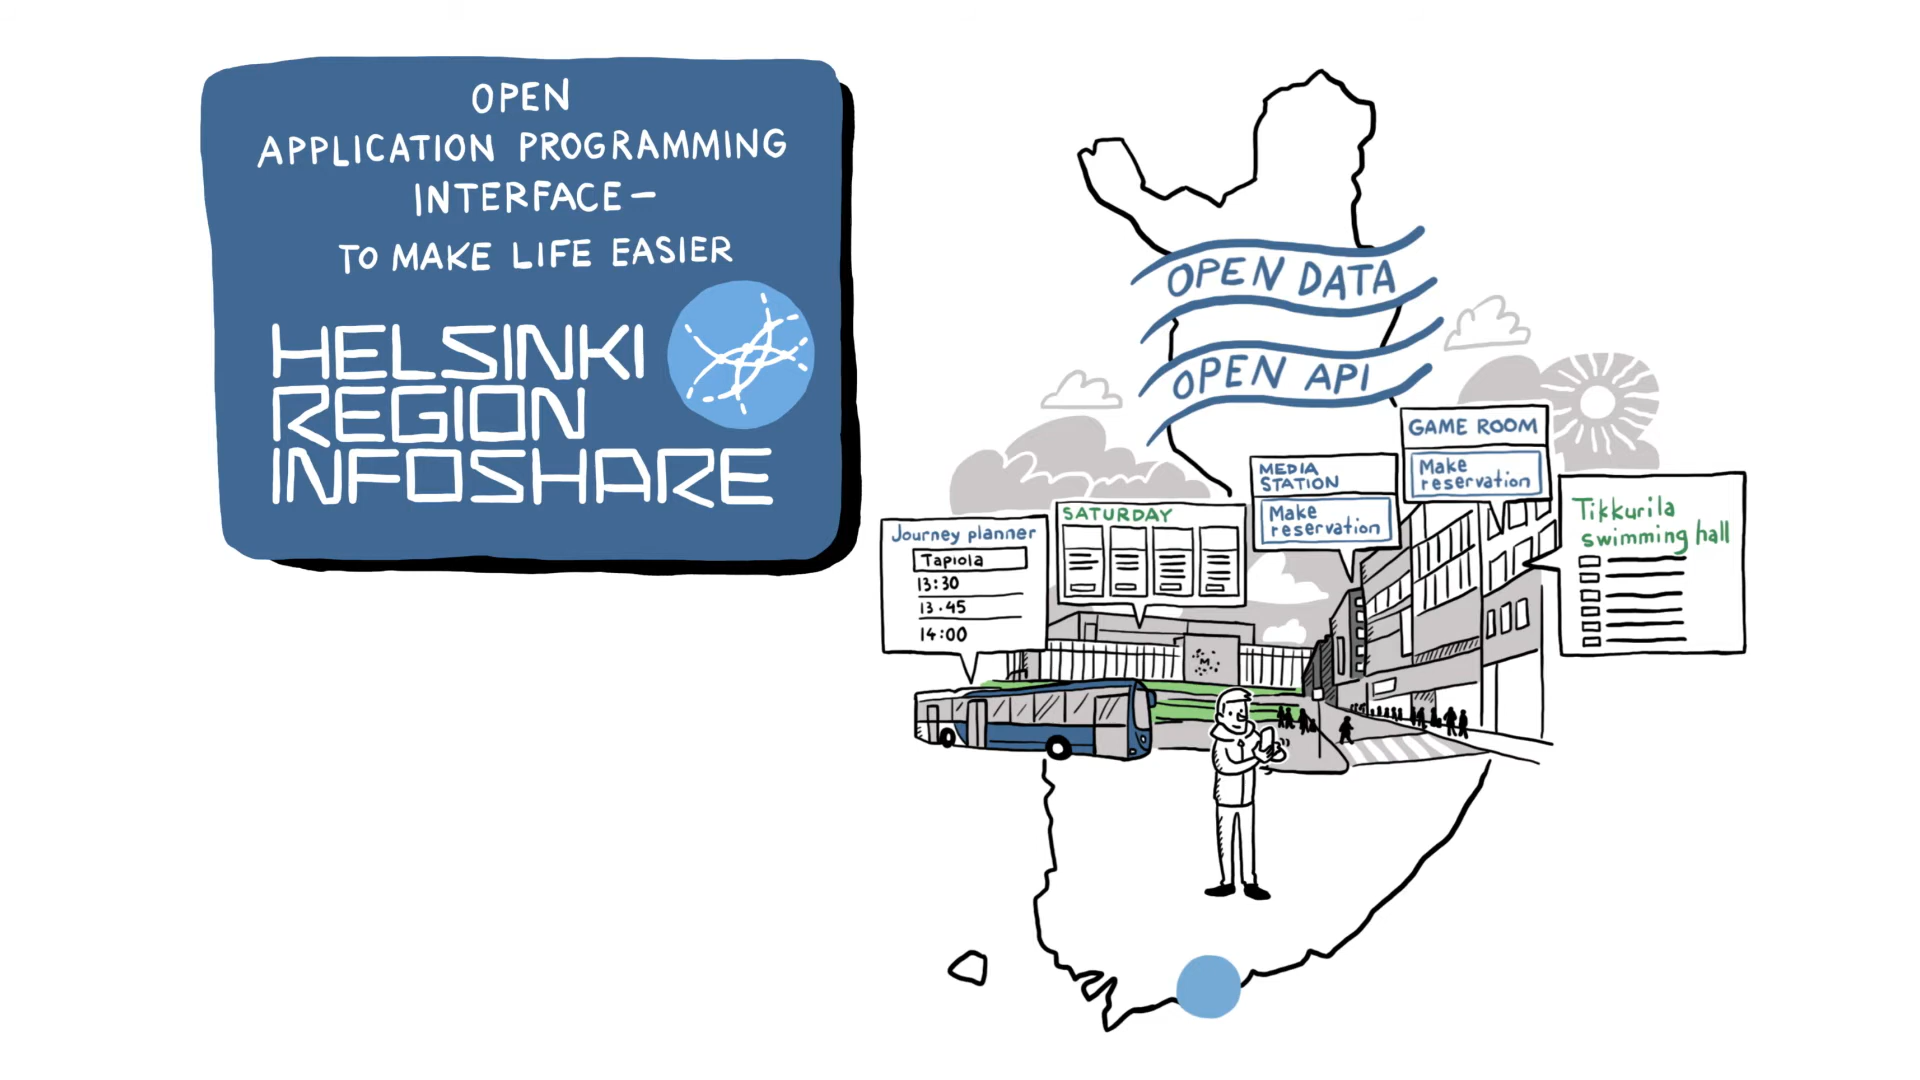 OPEN
APPLICATION PROGRAMMING
INTERFACE–
TO MAKE LIFE EASIER
HELSINKI
REGION
INFOSHARE
OPEN DATA
OPEN API
GAME ROOM
Make
reservation
MEDIA
STATION
Make
reservation
Tikkurila
swimming hall
SATURDAY
Journey planner
Tapiola
13:30
13.45
14:00
M